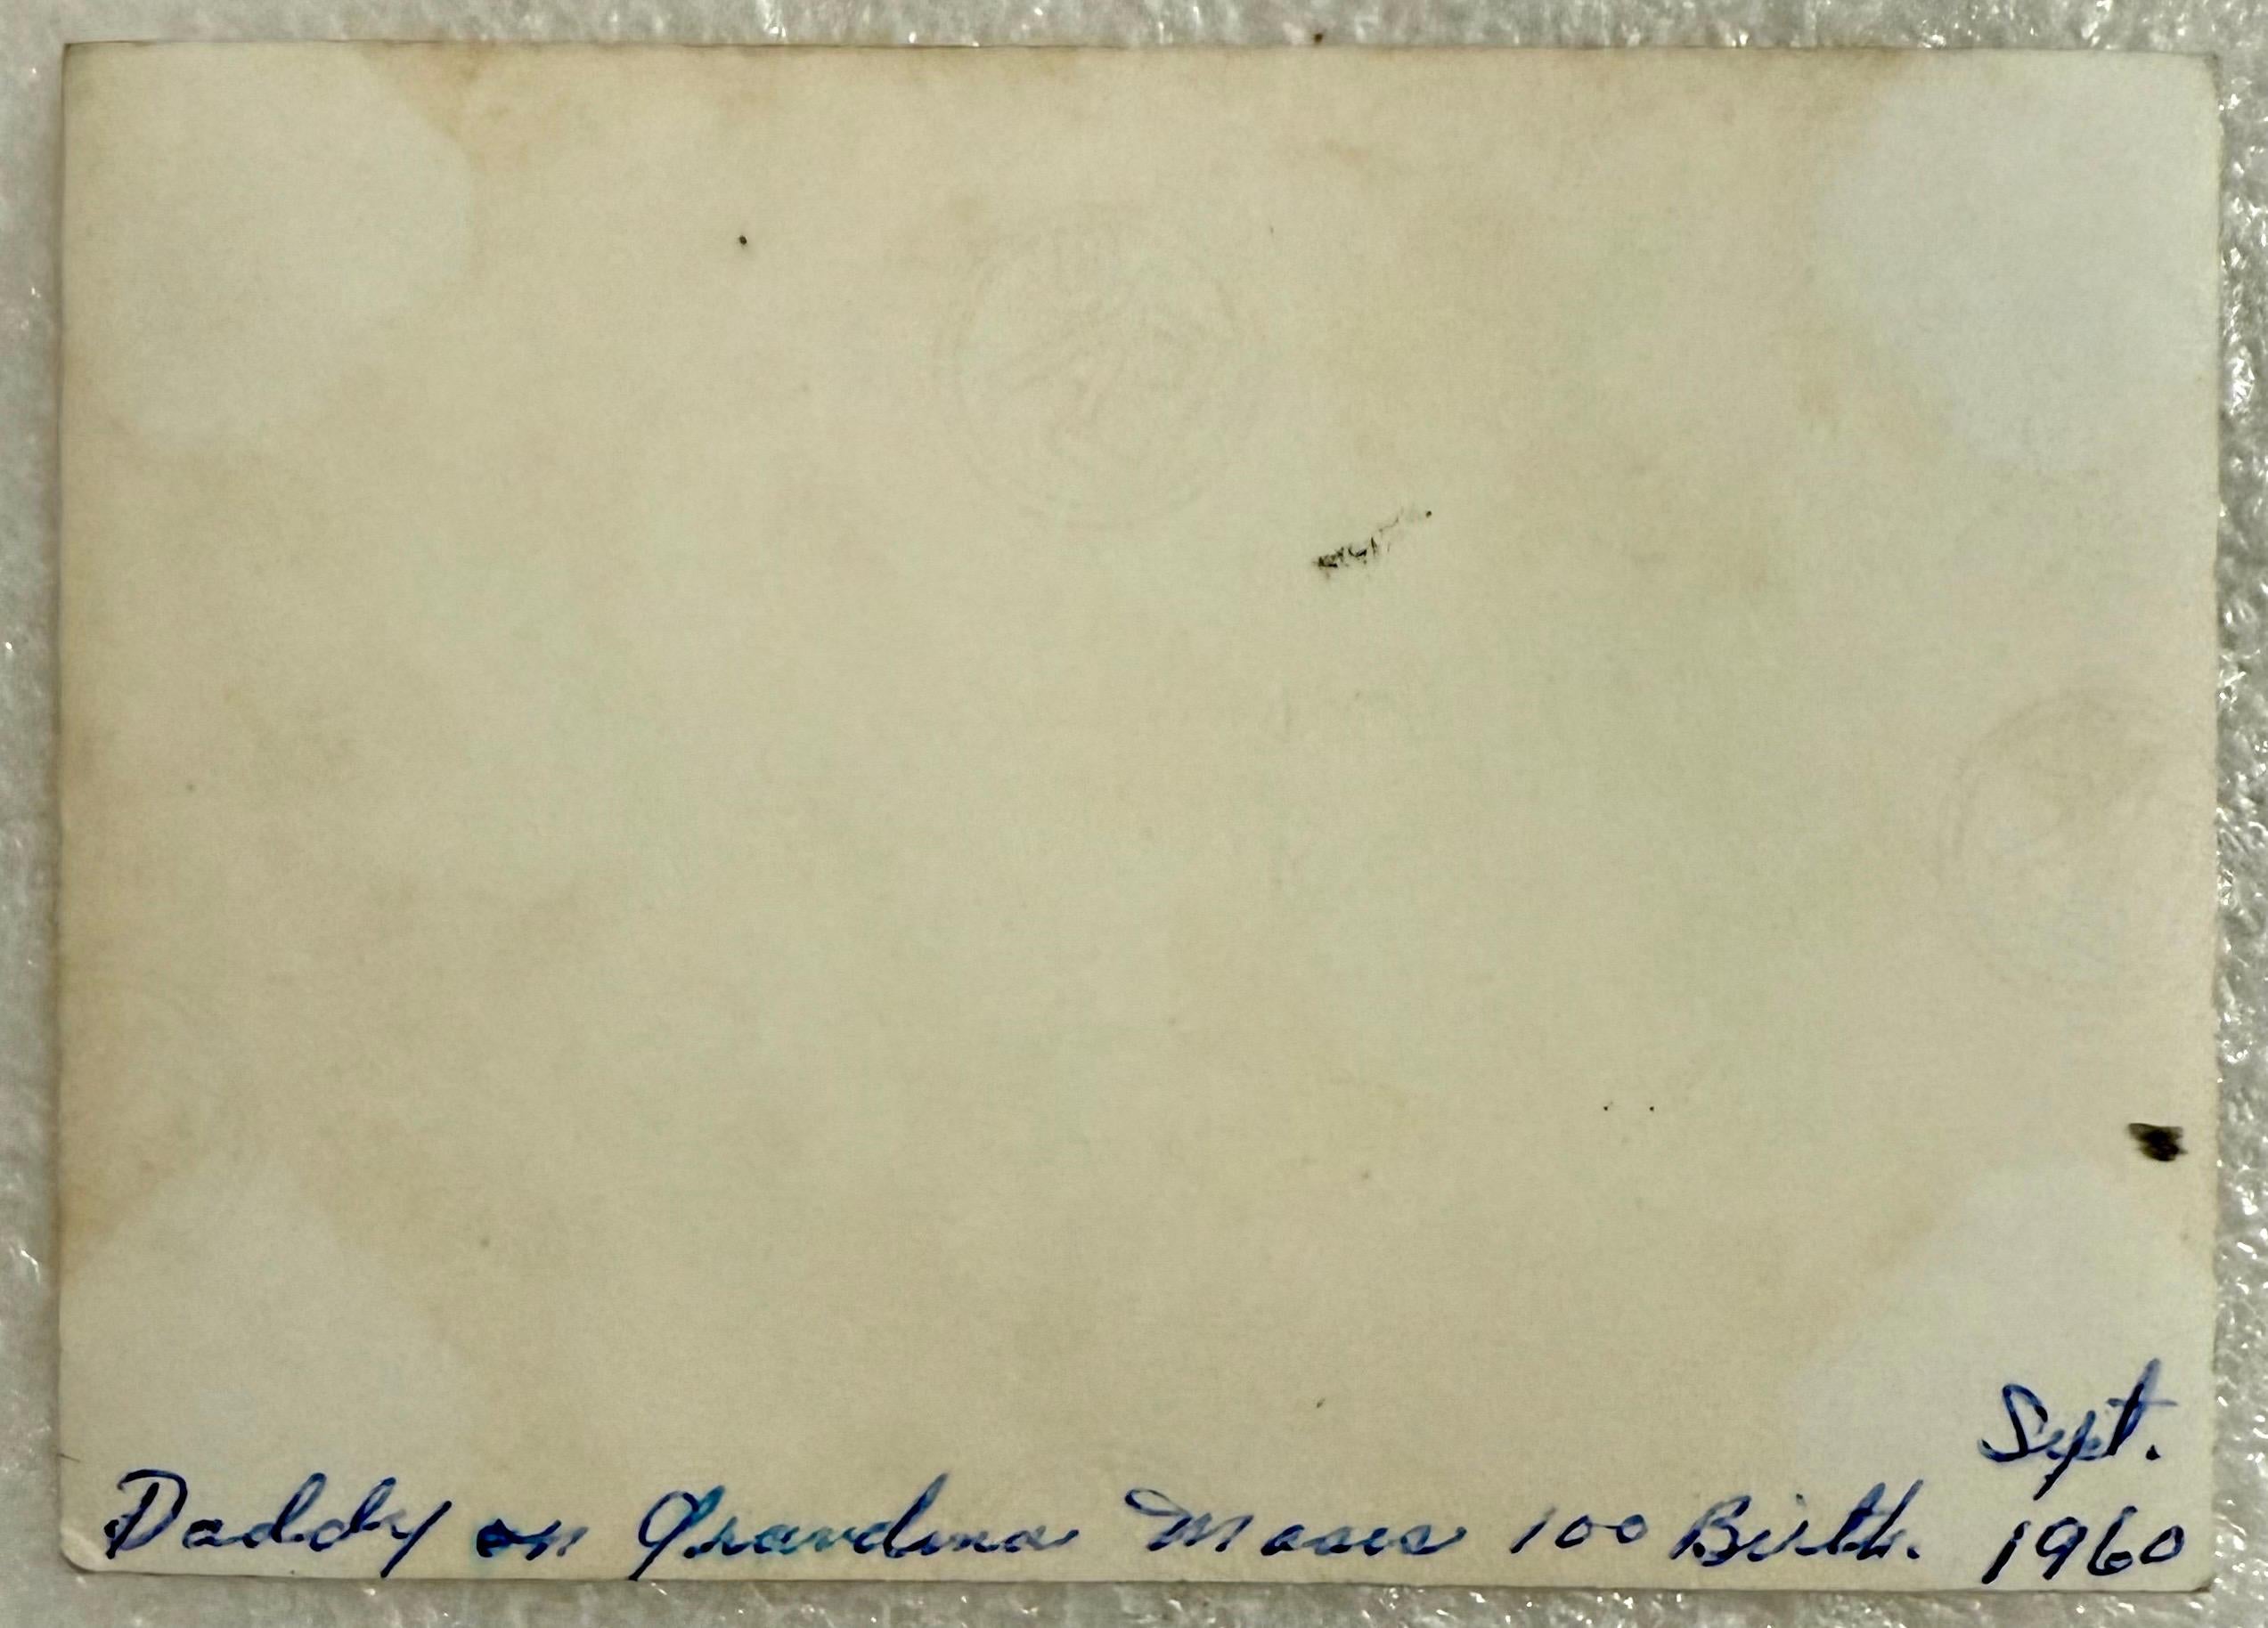 Sept.
Daddy on Grandma Moses 100 Birth. 1960